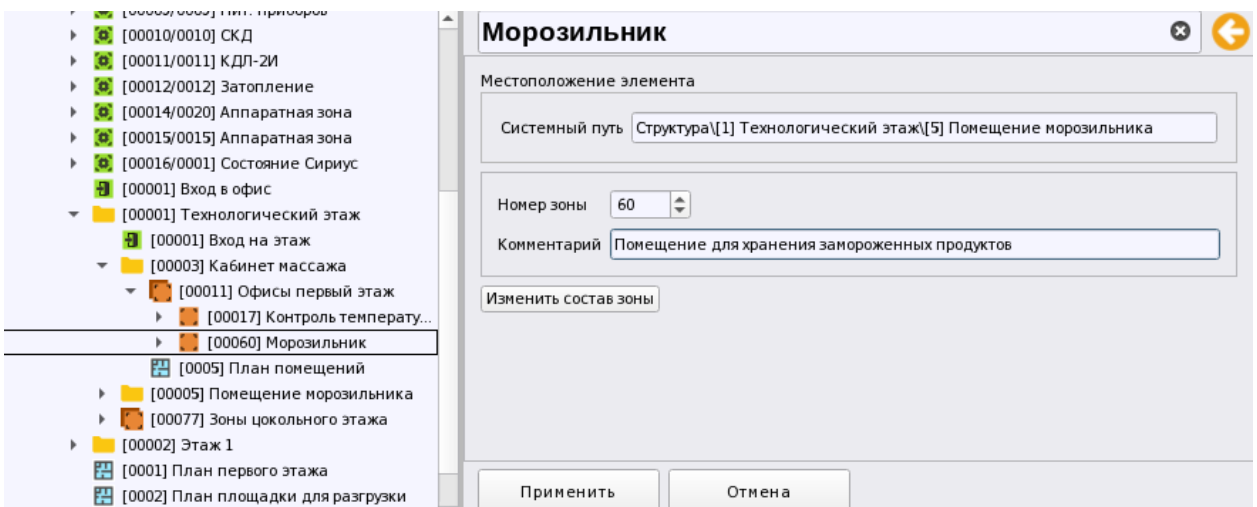 [00009/0009] Пит. приборов
[00010/0010] СКД
[00011/0011] КДЛ-2И
[00012/0012] Затопление
[00014/0020] Аппаратная зона
[00015/0015] Аппаратная зона
[00016/0001] Состояние Сириус
[00001] Вход в офис
[00001] Технологический этаж
[00001] Вход на этаж
[00003] Кабинет массажа
[00011] Офисы первый этаж
[00017] Контроль температу...
[00060] Морозильник
[0005] План помещений
[00005] Помещение морозильника
[00077] Зоны цокольного этажа
[00002] Этаж 1
[0001] План первого этажа
[0002] План площадки для разгрузки
Морозильник
Местоположение элемента
Системный путь Структура\[1] Технологический этаж\[5] Помещение морозильника
Номер зоны 60
Комментарий Помещение для хранения замороженных продуктов
Изменить состав зоны
Применить Отмена